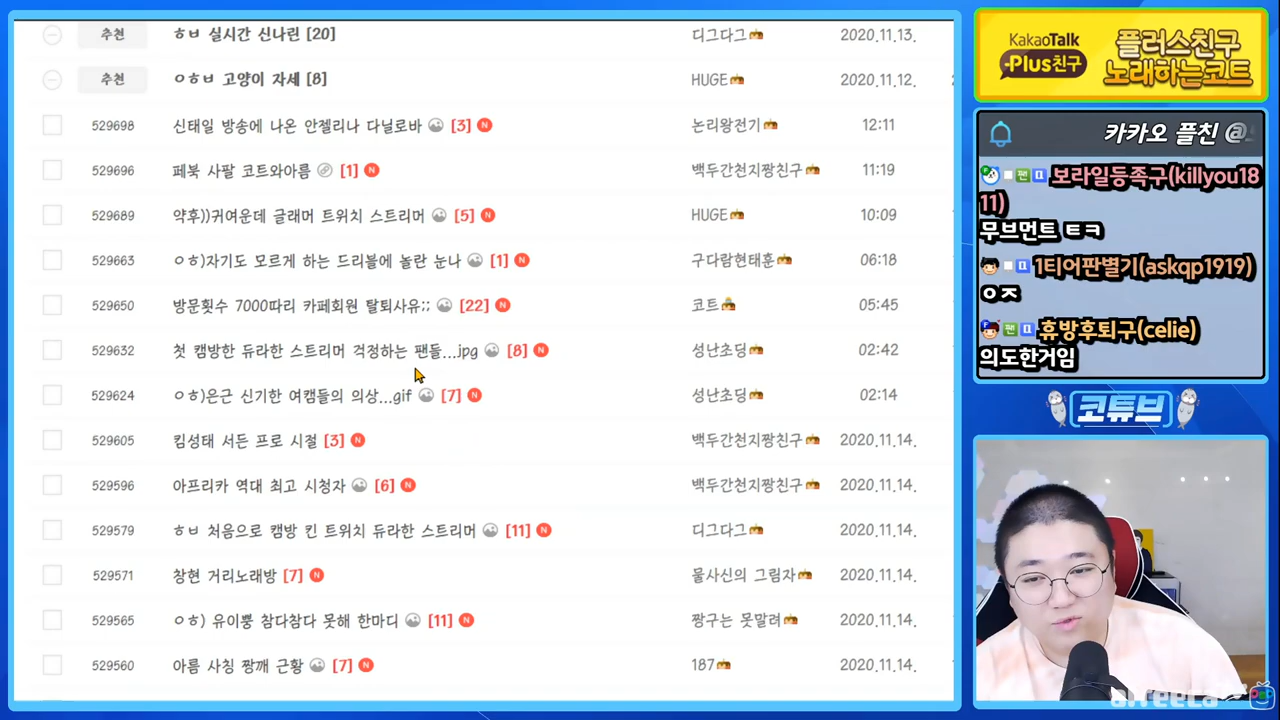 추천 ㅎㅂ 실시간 신나린 [20] 디그다그 2020.11.13.
추천 ㅇㅎㅂ 고양이 자세 [8] HUGE 2020.11.12.
529698 신태일 방송에 나온 안젤리나 다닐로바 [3] N 논리왕전기 12:11
529696 페북 사팔 코트와아름 [1] N 백두간천지짱친구 11:19
529689 약후))귀여운데 글래머 트위치 스트리머 [5] N HUGE 10:09
529663 ㅇㅎ)자기도 모르게 하는 드리블에 놀란 눈나 [1] N 구다람현태훈 06:18
529650 방문횟수 7000따리 카페회원 탈퇴사유;; [22] N 코트 05:45
529632 첫 캠방한 듀라한 스트리머 걱정하는 팬들...jpg [8] N 성난초딩 02:42
529624 ㅇㅎ)은근 신기한 여캠들의 의상...gif [7] N 성난초딩 02:14
529605 킴성태 서든 프로 시절 [3] N 백두간천지짱친구 2020.11.14.
529596 아프리카 역대 최고 시청자 [6] N 백두간천지짱친구 2020.11.14.
529579 ㅎㅂ 처음으로 캠방 킨 트위치 듀라한 스트리머 [11] N 디그다그 2020.11.14.
529571 창현 거리노래방 [7] N 물사신의 그림자 2020.11.14.
529565 ㅇㅎ) 유이뿅 참다참다 못해 한마디 [11] N 짱구는 못말려 2020.11.14.
529560 아름 사칭 짱깨 근황 [7] N 187 2020.11.14.
KakaoTalk
Plus친구
플러스친구
노래하는코트
카카오 플친 @
팬 보라일등족구(killyou18
11)
무브먼트 ㅌㅋ
1티어판별기(askqp1919)
ㅇㅈ
팬 휴방후퇴구(celie)
의도한거임
코튜브
afreeca